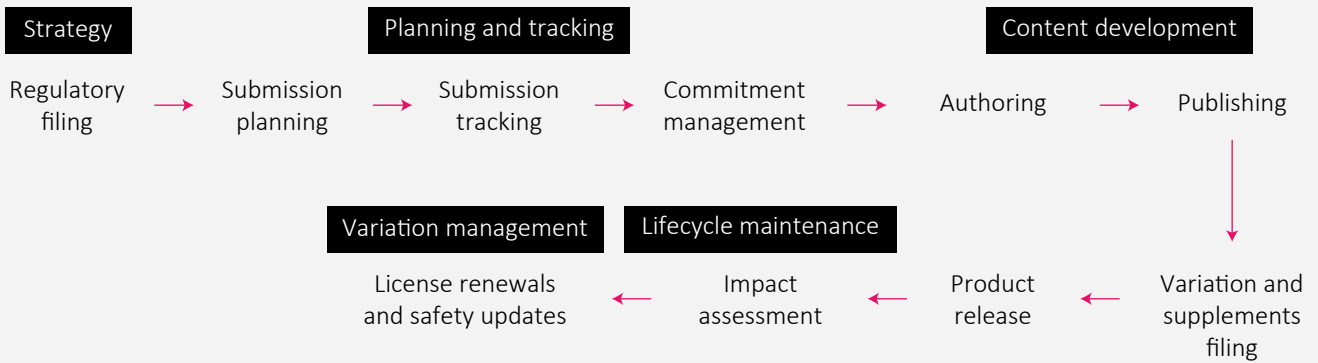 Strategy
Planning and tracking
Content development
Regulatory
filing
Submission
planning
Submission
tracking
Commitment
management
Authoring
Publishing
Variation management
Lifecycle maintenance
License renewals
and safety updates
Impact
assessment
Product
release
Variation and
supplements
filing